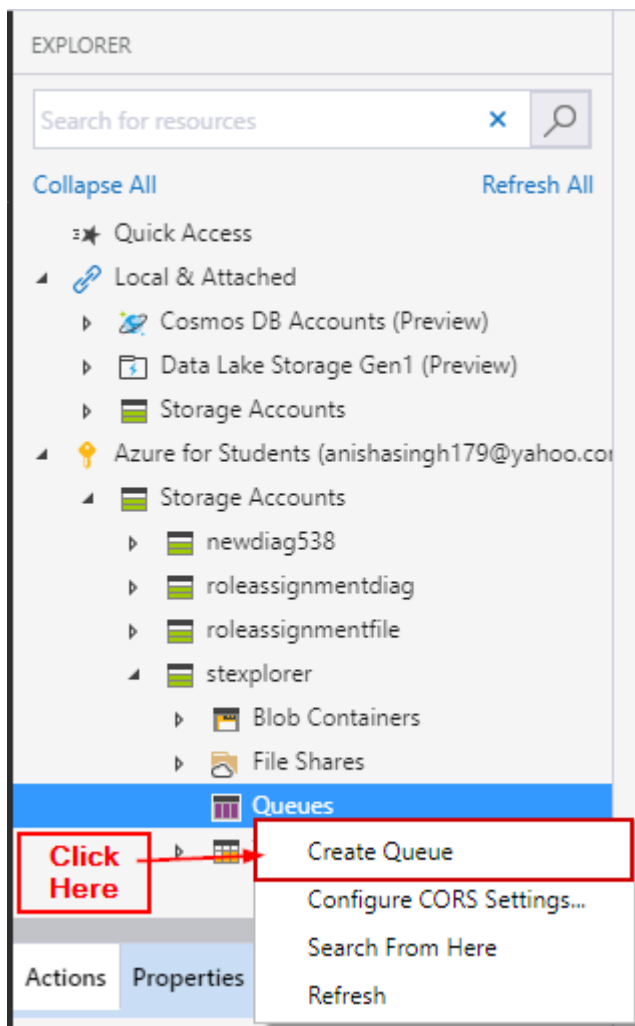 EXPLORER
Search for resources
Collapse All Refresh All
Quick Access
Local & Attached
Cosmos DB Accounts (Preview)
Data Lake Storage Gen1 (Preview)
Storage Accounts
Azure for Students (anishasingh179@yahoo.co
Storage Accounts
newdiag538
roleassignmentdiag
roleassignmentfile
stexplorer
Blob Containers
File Shares
Queues
Click
Here
Create Queue
Configure CORS Settings...
Search From Here
Refresh
Actions Properties